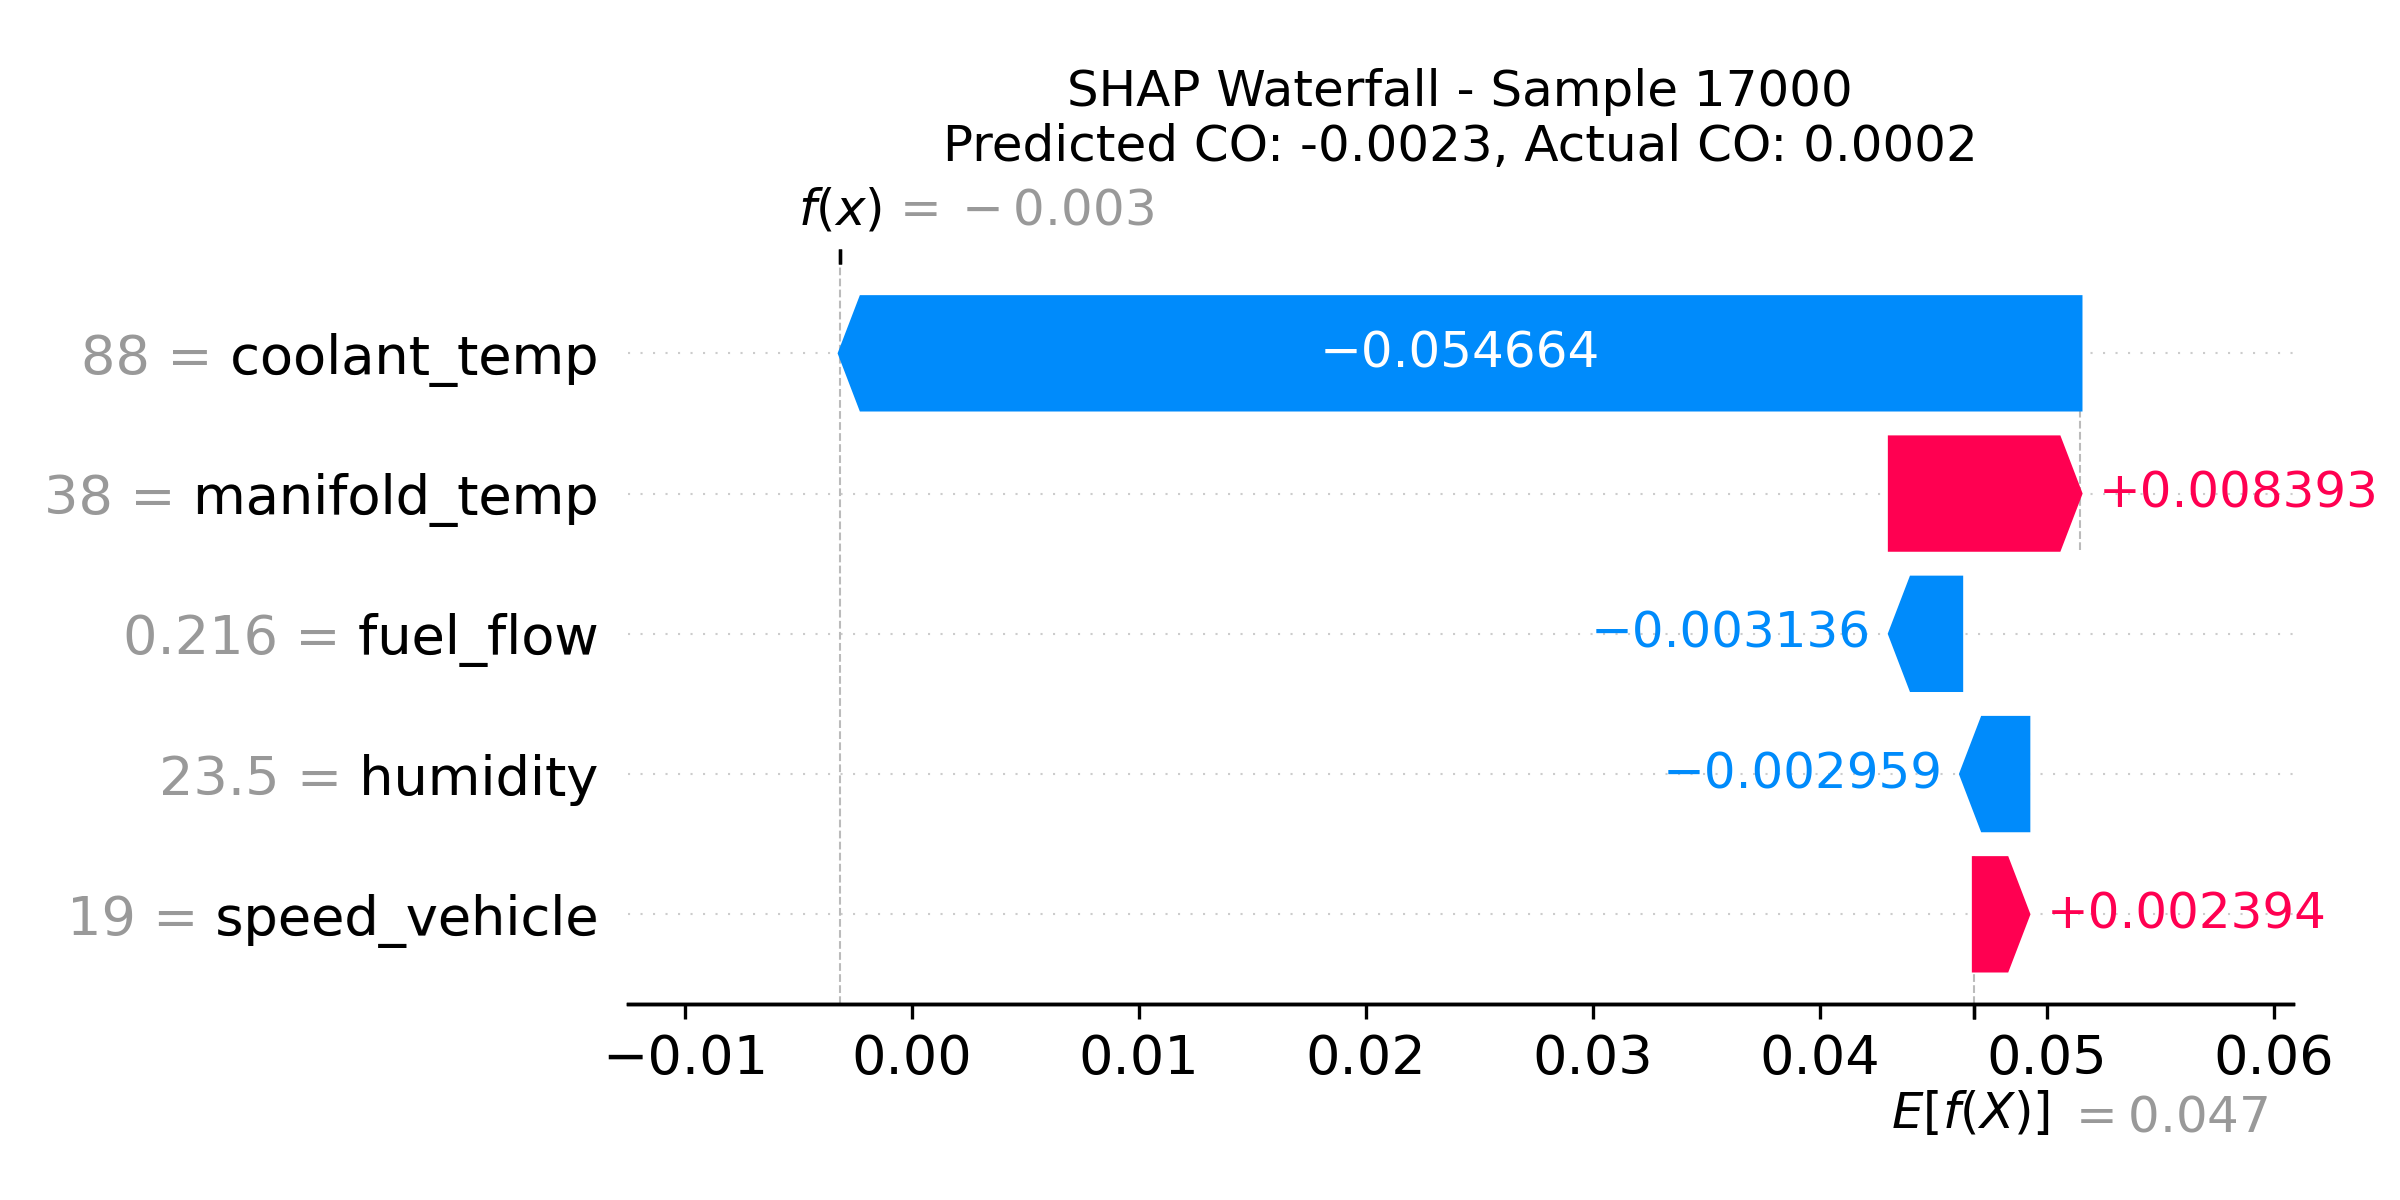 SHAP Waterfall - Sample 17000
Predicted CO: -0.0023, Actual CO: 0.0002
f(x) = −0.003
88 = coolant_temp −0.054664
38 = manifold_temp +0.008393
0.216 = fuel_flow −0.003136
23.5 = humidity −0.002959
19 = speed_vehicle +0.002394
−0.01 0.00 0.01 0.02 0.03 0.04 0.05 0.06
E[f(X)] = 0.047